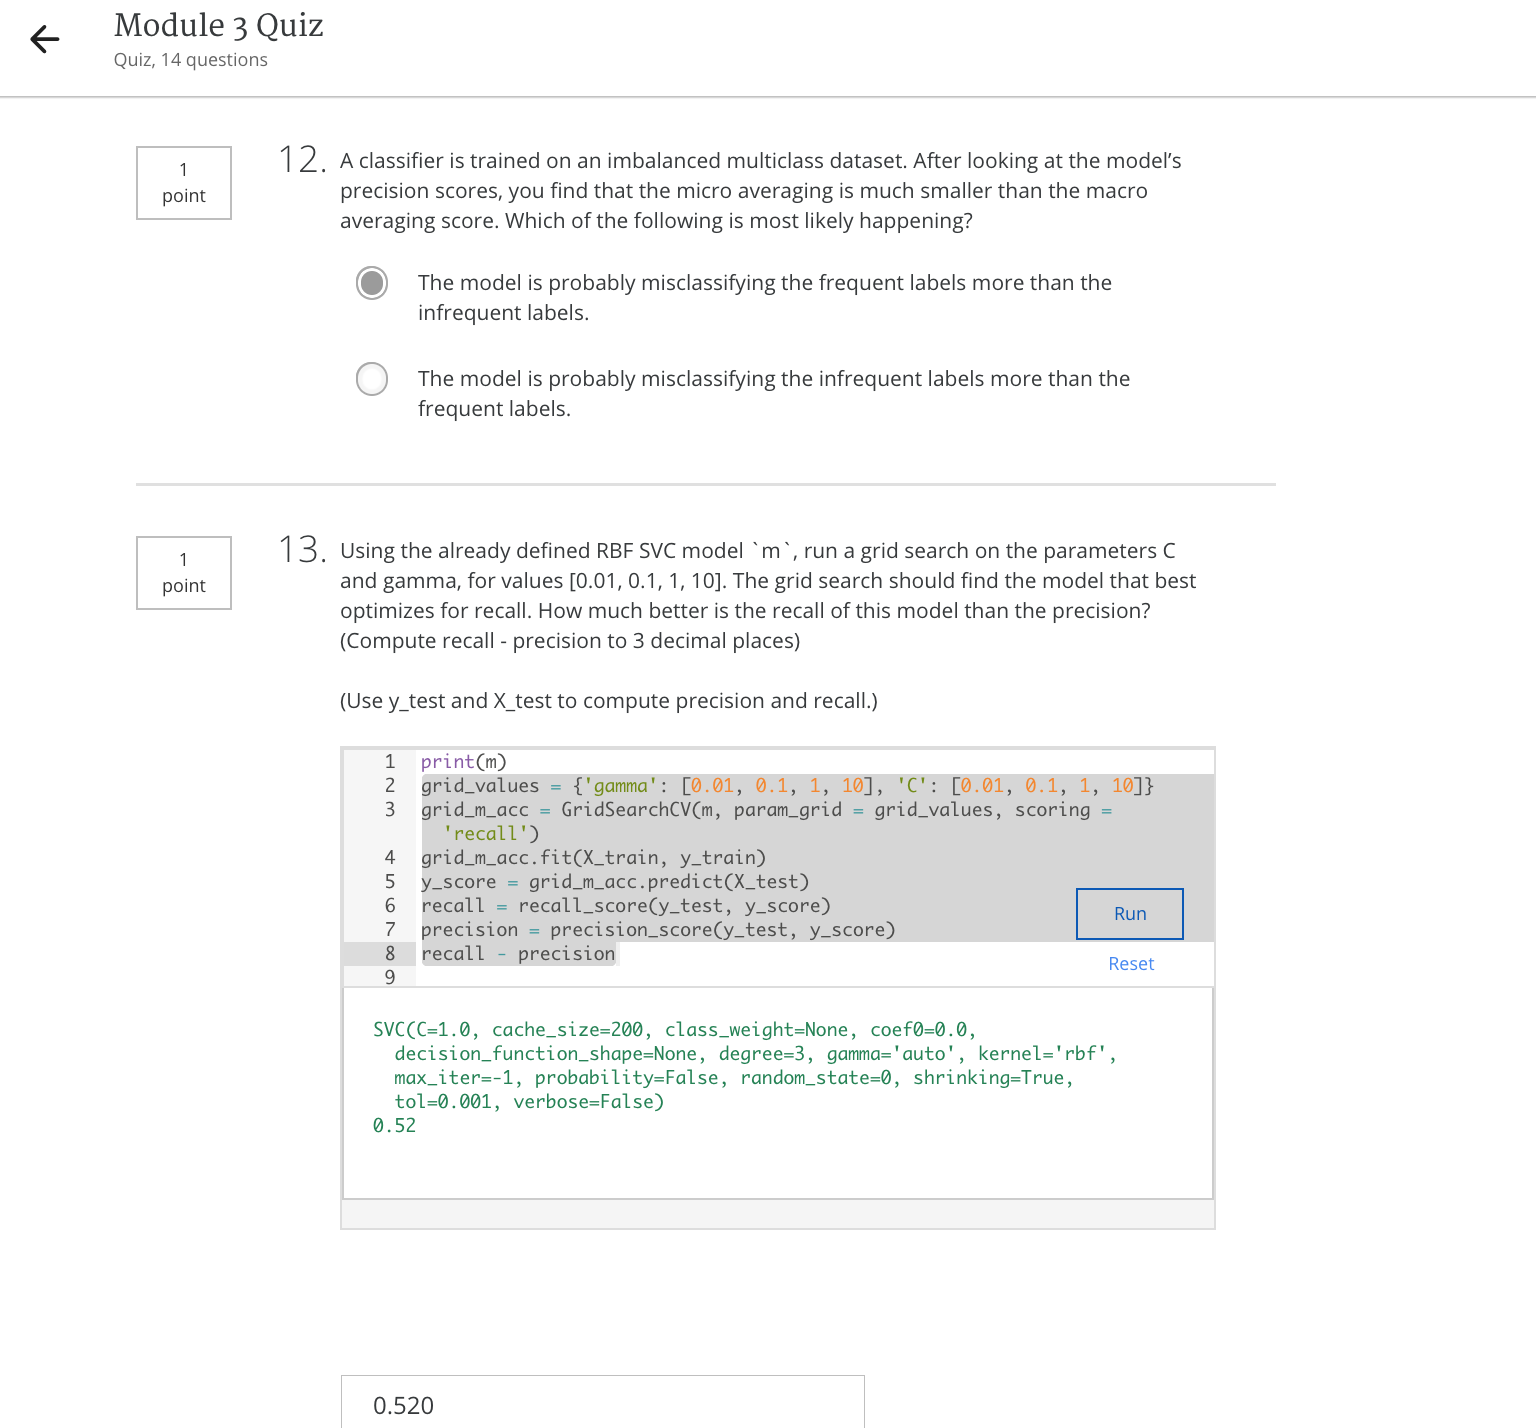 Module 3 Quiz
Quiz, 14 questions
1
point
12.
A classifier is trained on an imbalanced multiclass dataset. After looking at the model’s
precision scores, you find that the micro averaging is much smaller than the macro
averaging score. Which of the following is most likely happening?
The model is probably misclassifying the frequent labels more than the
infrequent labels.
The model is probably misclassifying the infrequent labels more than the
frequent labels.
1
point
13.
Using the already defined RBF SVC model `m`, run a grid search on the parameters C
and gamma, for values [0.01, 0.1, 1, 10]. The grid search should find the model that best
optimizes for recall. How much better is the recall of this model than the precision?
(Compute recall - precision to 3 decimal places)
(Use y_test and X_test to compute precision and recall.)
1 print(m)
2 grid_values = {'gamma': [0.01, 0.1, 1, 10], 'C': [0.01, 0.1, 1, 10]}
3 grid_m_acc = GridSearchCV(m, param_grid = grid_values, scoring =
'recall')
4 grid_m_acc.fit(X_train, y_train)
5 y_score = grid_m_acc.predict(X_test)
6 recall = recall_score(y_test, y_score)
7 precision = precision_score(y_test, y_score)
8 recall - precision
9
Run
Reset
SVC(C=1.0, cache_size=200, class_weight=None, coef0=0.0,
decision_function_shape=None, degree=3, gamma='auto', kernel='rbf',
max_iter=-1, probability=False, random_state=0, shrinking=True,
tol=0.001, verbose=False)
0.52
0.520